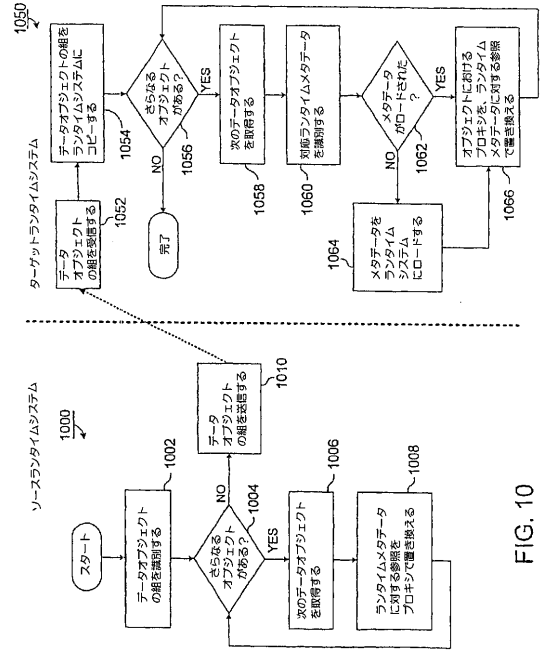 ソースランタイムシステム
1000
スタート
データオブジェクト
の組を識別する
1002
さらなる
オブジェクト
がある?
1004
NO
YES
データ
オブジェクト
の組を送信する
1010
次のデータオブジェクト
を取得する
1006
ランタイムメタデータ
に対する参照を
プロキシで置き換える
1008
ターゲットランタイムシステム
1050
データ
オブジェクト
の組を受信する
1052
データオブジェクトの組を
ランタイムシステムに
コピーする
1054
さらなる
オブジェクト
がある?
1056
NO
YES
完了
次のデータオブジェクト
を取得する
1058
対応ランタイムメタデータ
を識別する
1060
メタデータ
がロードされた
?
1062
NO
YES
メタデータを
ランタイム
システム
にロードする
1064
オブジェクトにおける
プロキシを、ランタイム
メタデータに対する参照
で置き換える
1066
FIG. 10